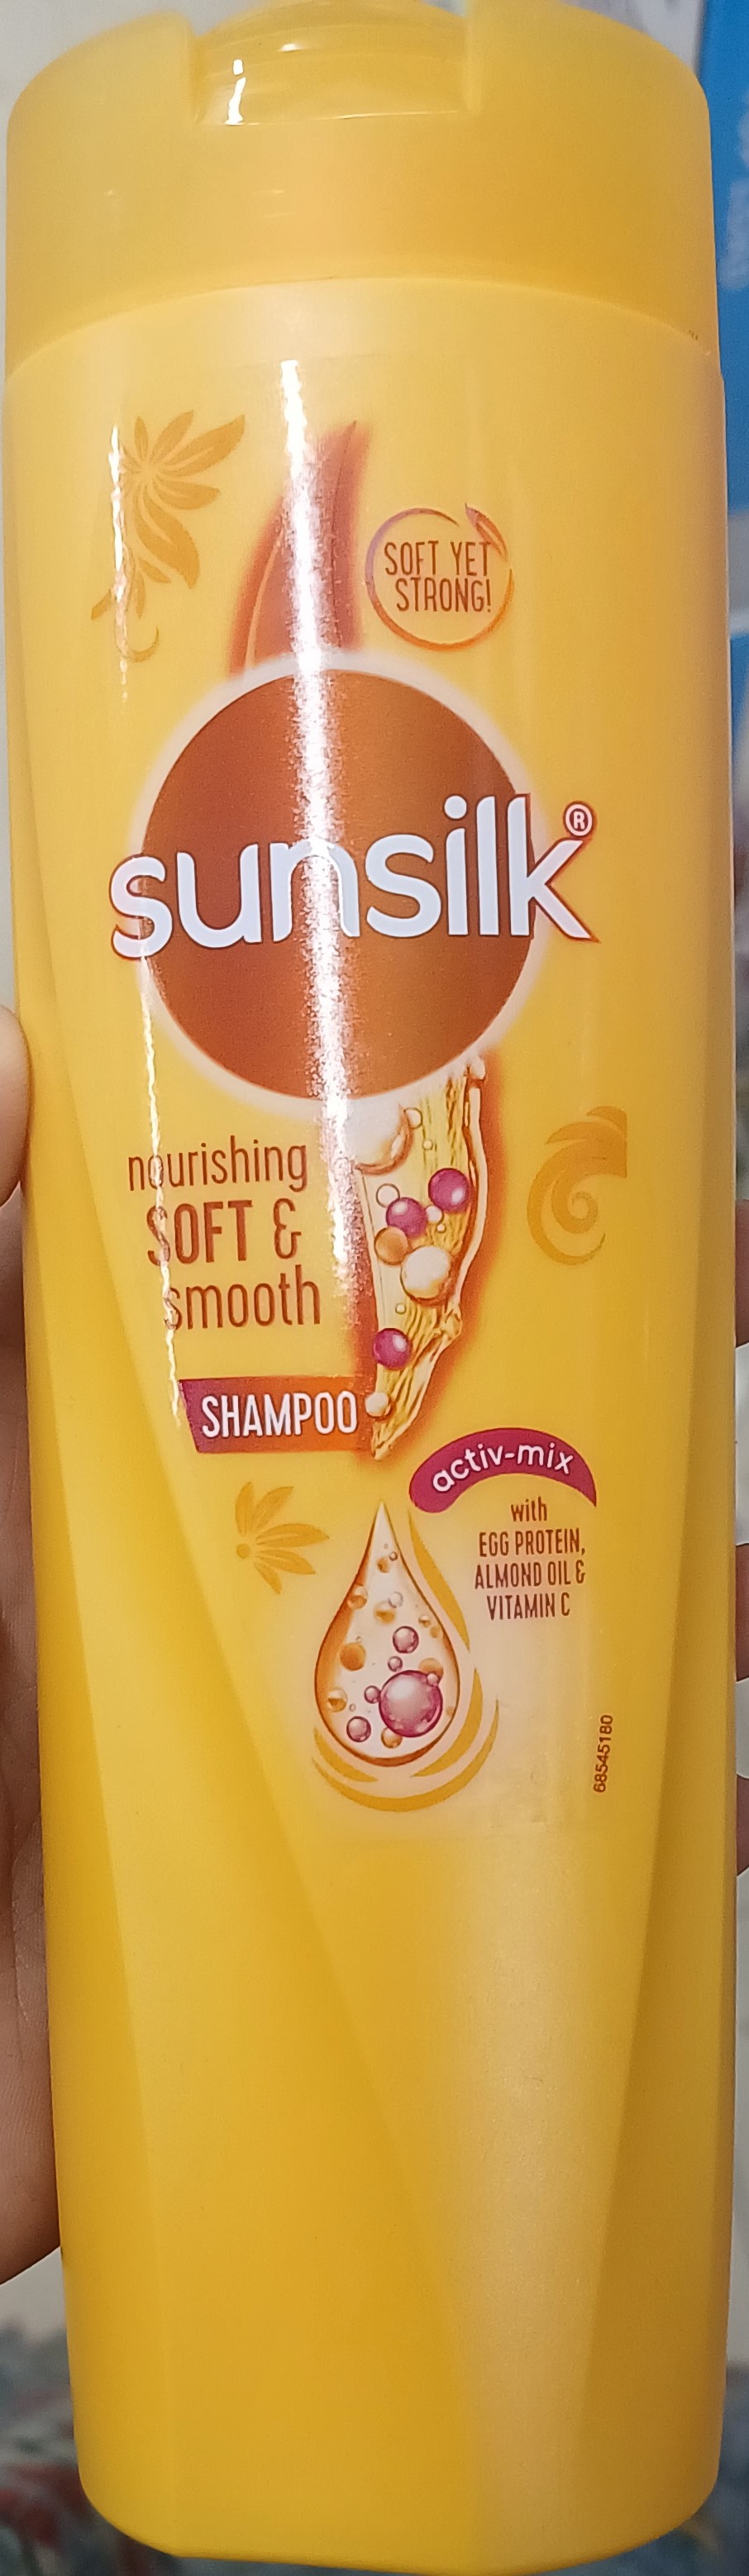 SOFT YET
STRONG!
sunsilk®
nourishing
SOFT &
smooth
SHAMPOO
activ-mix
with
EGG PROTEIN,
ALMOND OIL &
VITAMIN C
68545180